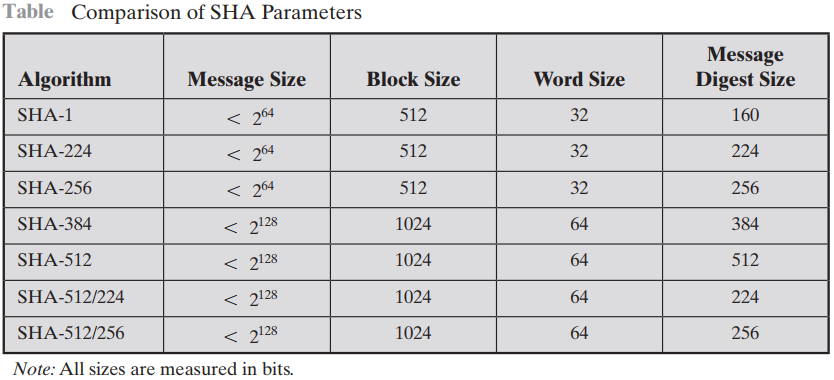 Table Comparison of SHA Parameters
Algorithm Message Size Block Size Word Size Message Digest Size
SHA-1 < 2^64 512 32 160
SHA-224 < 2^64 512 32 224
SHA-256 < 2^64 512 32 256
SHA-384 < 2^128 1024 64 384
SHA-512 < 2^128 1024 64 512
SHA-512/224 < 2^128 1024 64 224
SHA-512/256 < 2^128 1024 64 256
Note: All sizes are measured in bits.